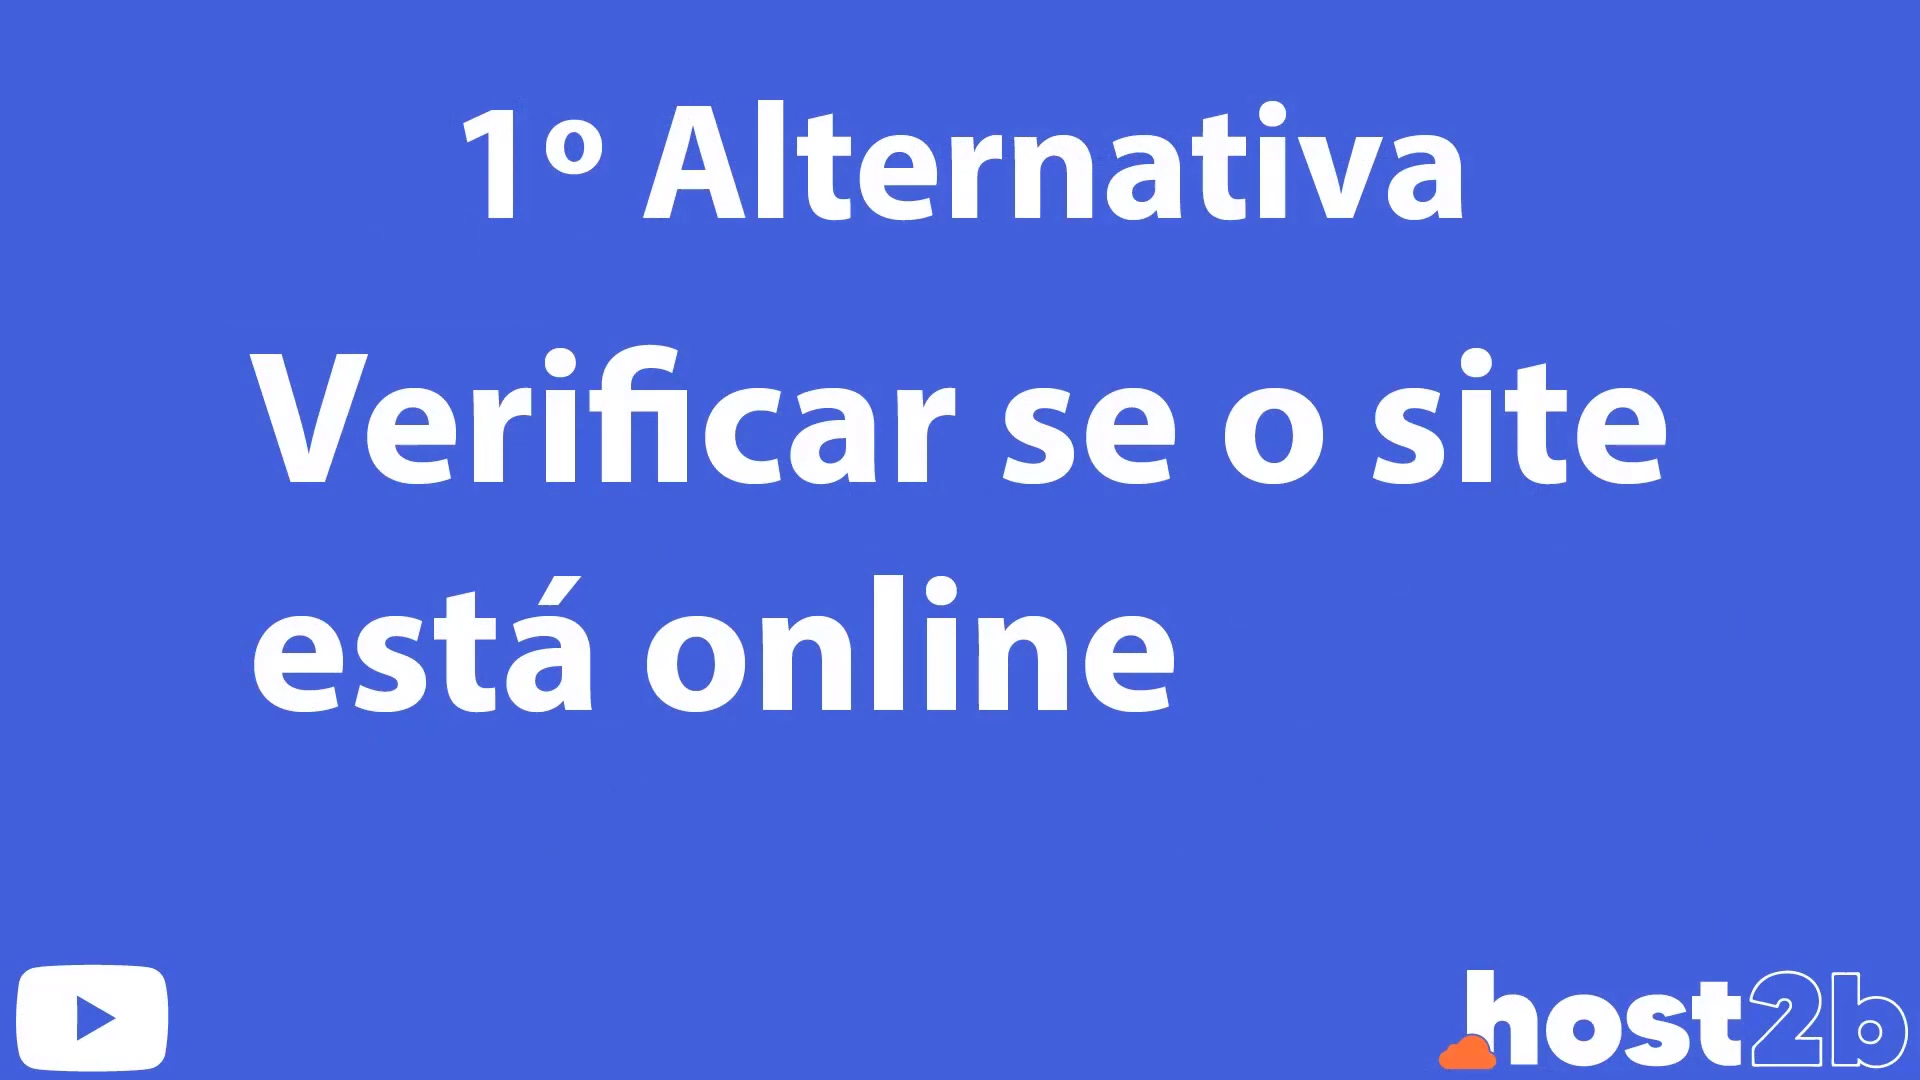 1º Alternativa
Verificar se o site
está online
host2b